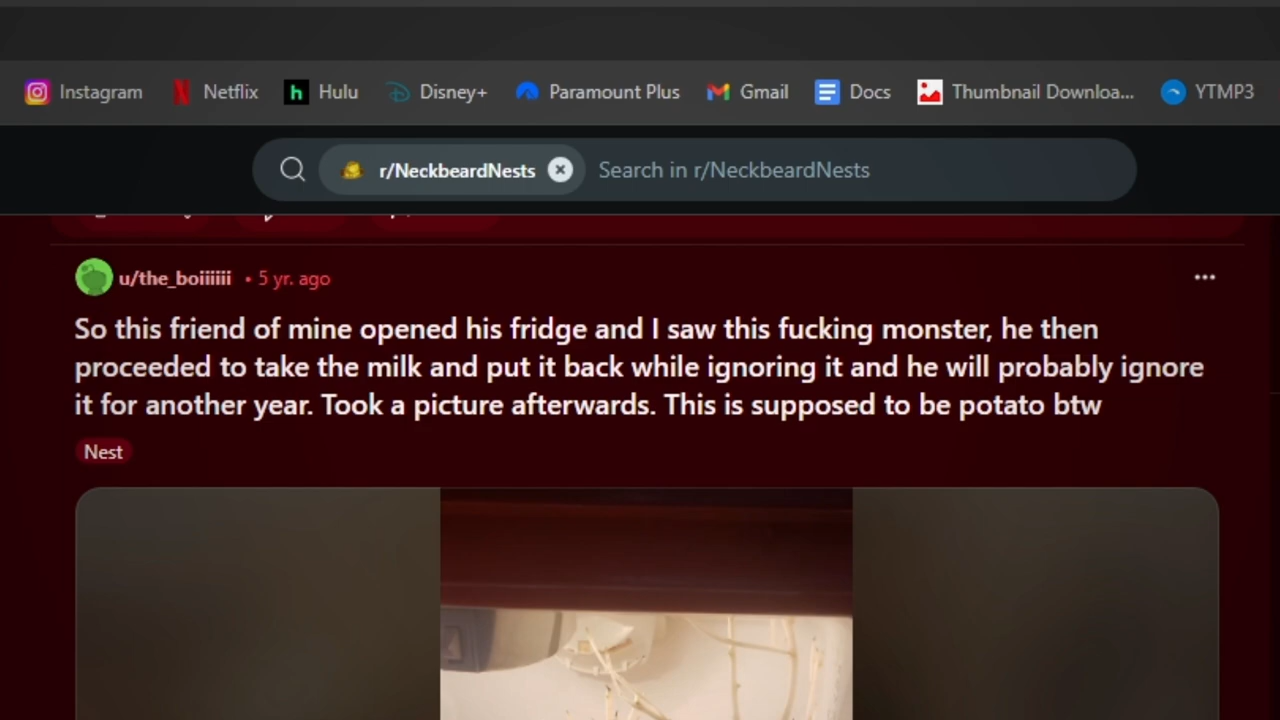 Instagram Netflix Hulu Disney+ Paramount Plus Gmail Docs Thumbnail Downloa... YTMP3
r/NeckbeardNests Search in r/NeckbeardNests
u/the_boiiiiii • 5 yr. ago
So this friend of mine opened his fridge and I saw this fucking monster, he then
proceeded to take the milk and put it back while ignoring it and he will probably ignore
it for another year. Took a picture afterwards. This is supposed to be potato btw
Nest